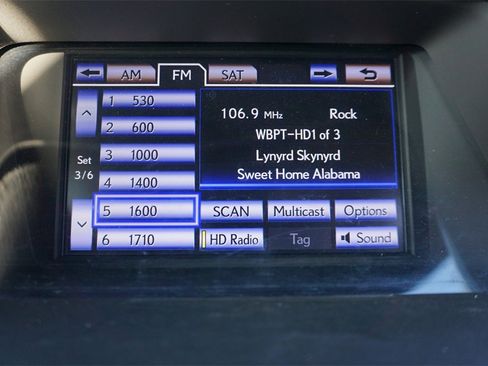 AM FM SAT
1 530
2 600
3 1000
4 1400
5 1600
6 1710
Set
3/6
106.9 MHz Rock
WBPT-HD1 of 3
Lynyrd Skynyrd
Sweet Home Alabama
SCAN Multicast Options
HD Radio Tag Sound